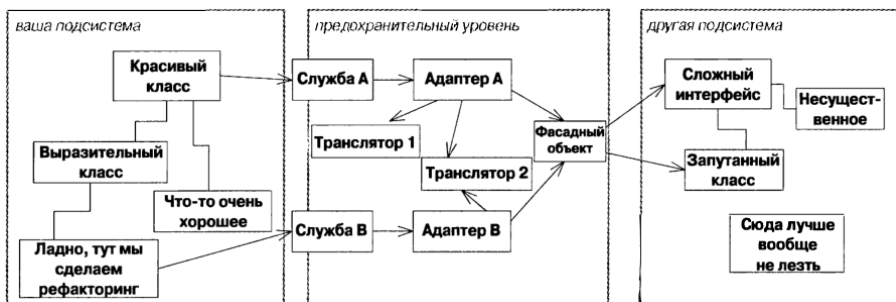 ваша подсистема
Красивый
класс
Выразительный
класс
Что-то очень
хорошее
Ладно, тут мы
сделаем
рефакторинг
предохранительный уровень
Служба А
Адаптер А
Транслятор 1
Транслятор 2
Фасадный
объект
Служба В
Адаптер В
другая подсистема
Сложный
интерфейс
Несущест-
венное
Запутанный
класс
Сюда лучше
вообще
не лезть